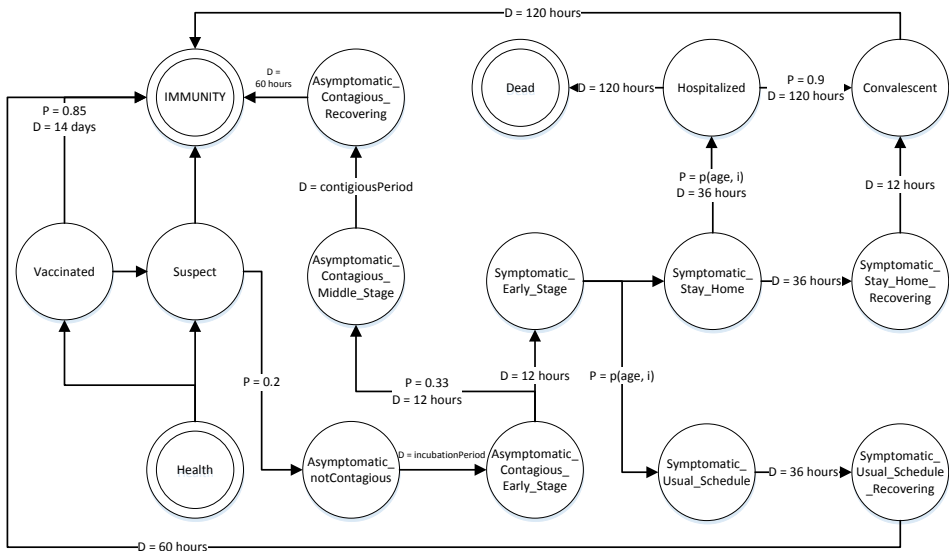 D = 120 hours
IMMUNITY
D =
60 hours
Asymptomatic_
Contagious_
Recovering
Dead
D = 120 hours
Hospitalized
P = 0.9
D = 120 hours
Convalescent
P = 0.85
D = 14 days
D = contigiousPeriod
P = p(age, i)
D = 36 hours
D = 12 hours
Vaccinated
Suspect
Asymptomatic_
Contagious_
Middle_Stage
Symptomatic_
Early_Stage
Symptomatic_
Stay_Home
D = 36 hours
Symptomatic_
Stay_Home_
Recovering
P = 0.2
P = 0.33
D = 12 hours
D = 12 hours
P = p(age, i)
Health
Asymptomatic_
notContagious
D = incubationPeriod
Asymptomatic_
Contagious_
Early_Stage
Symptomatic_
Usual_Schedule
D = 36 hours
Symptomatic_
Usual_Schedule
_Recovering
D = 60 hours